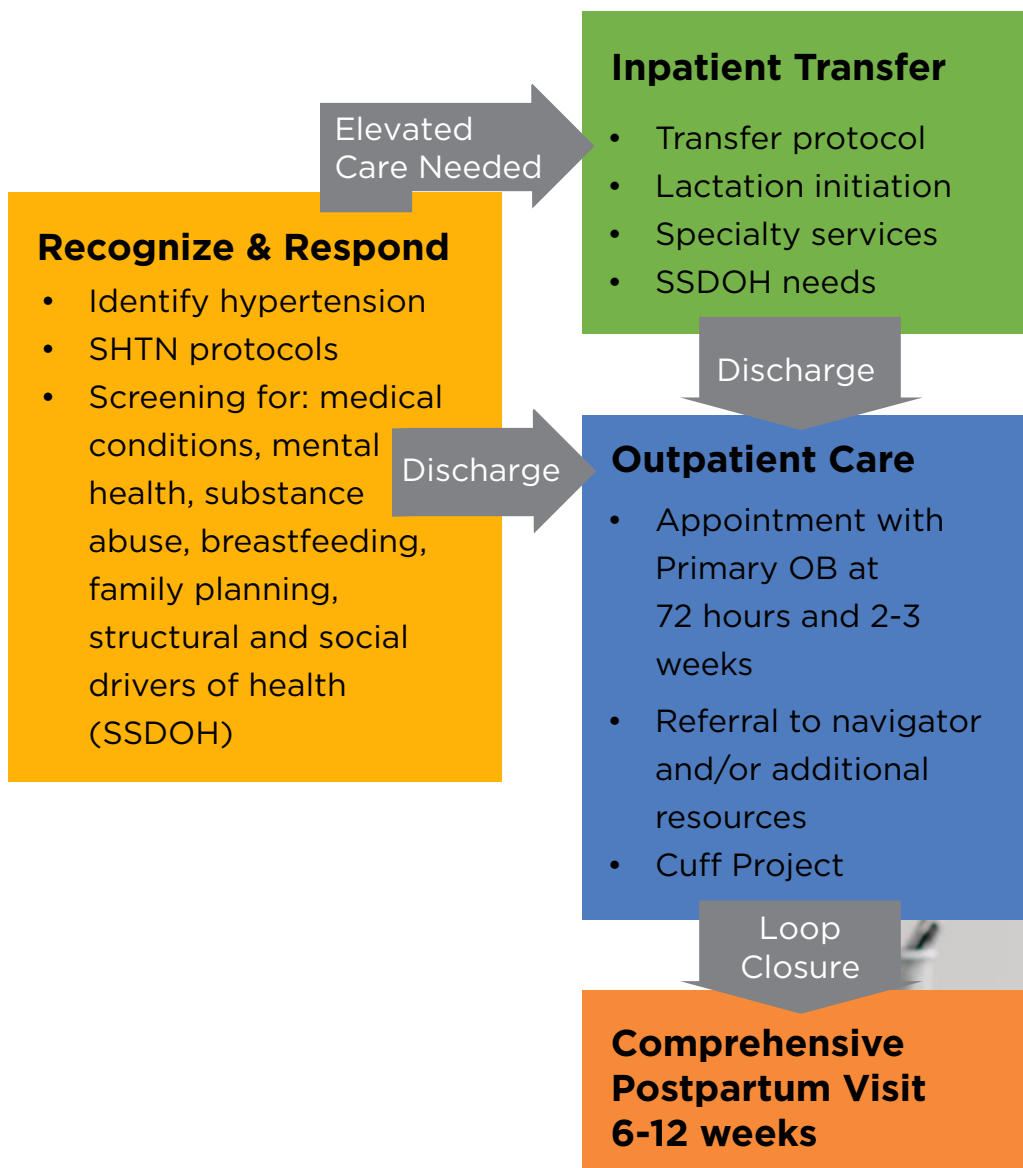 Elevated
Care Needed
Recognize & Respond
• Identify hypertension
• SHTN protocols
• Screening for: medical
conditions, mental
health, substance
abuse, breastfeeding,
family planning,
structural and social
drivers of health
(SSDOH)
Discharge
Inpatient Transfer
• Transfer protocol
• Lactation initiation
• Specialty services
• SSDOH needs
Discharge
Outpatient Care
• Appointment with
Primary OB at
72 hours and 2-3
weeks
• Referral to navigator
and/or additional
resources
• Cuff Project
Loop
Closure
Comprehensive
Postpartum Visit
6-12 weeks